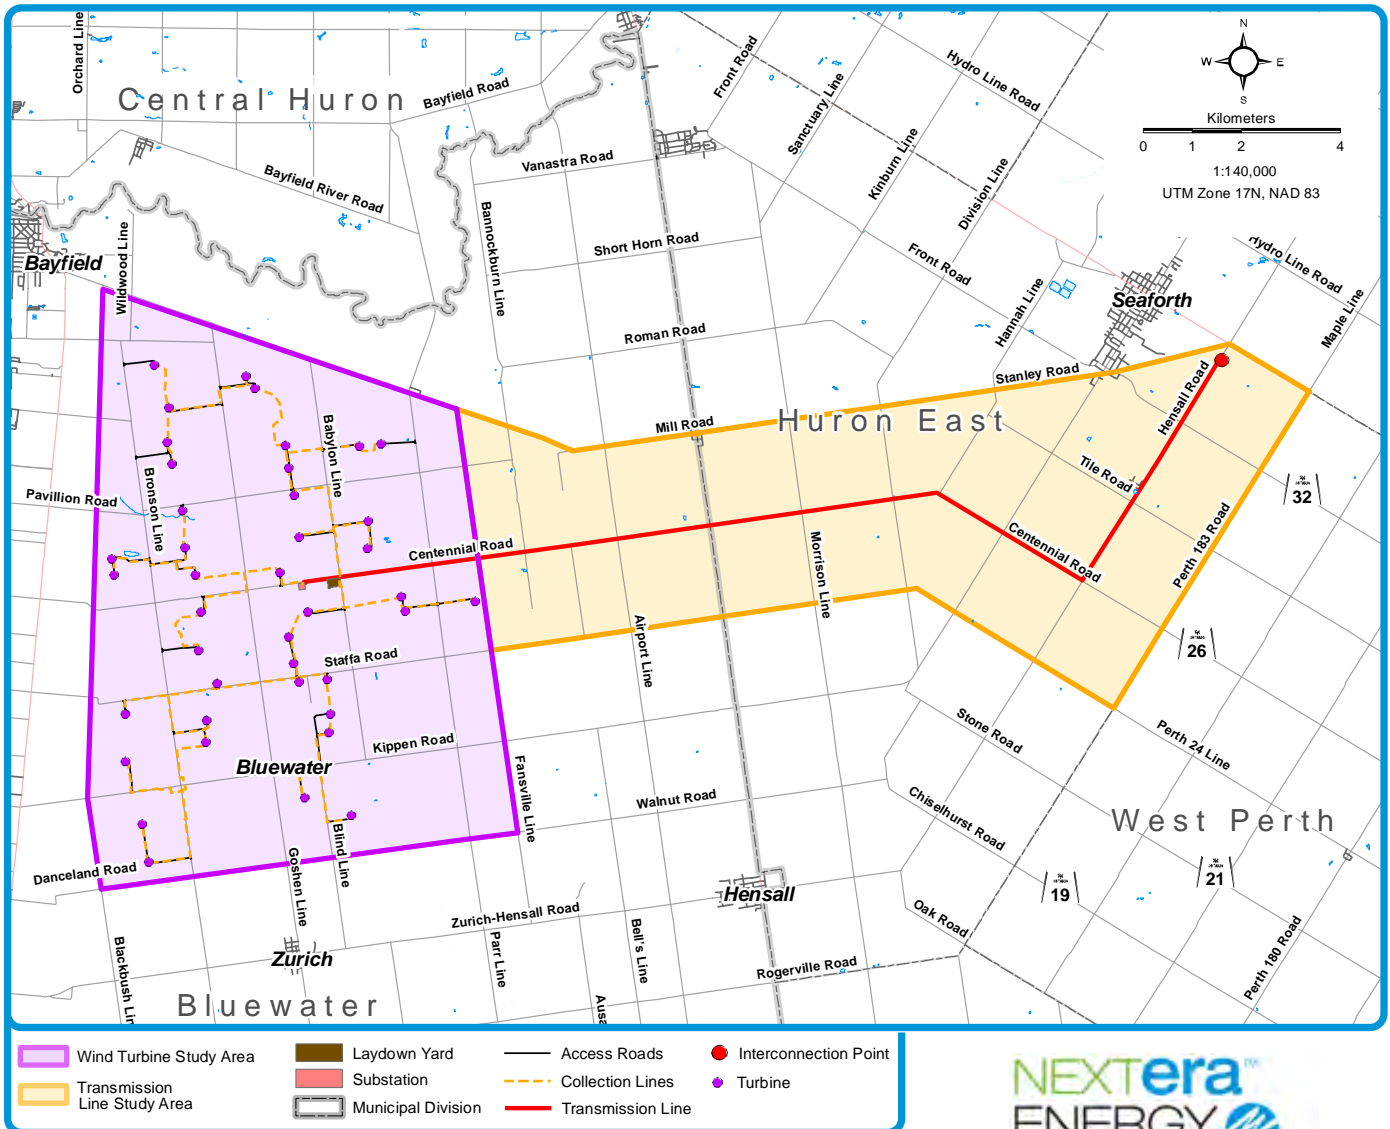 Orchard Line
Central Huron
Bayfield Road
Front Road
Sanctuary Line
Hydro Line Road
N
W
E
S
Kilometers
0 1 2 4
1:140,000
UTM Zone 17N, NAD 83
Vanastra Road
Kinburn Line
Division Line
Bayfield River Road
Bannockburn Line
Short Horn Road
Front Road
Hydro Line Road
Bayfield
Wildwood Line
Hannah Line
Seaforth
Maple Line
Roman Road
Stanley Road
Hensall Road
Mill Road
Huron East
Babylon Line
Bronson Line
Pavillion Road
Tile Road
32
Centennial Road
Centennial Road
Morrison Line
Perth 183 Road
Airport Line
Staffa Road
26
Stone Road
Perth 24 Line
Kippen Road
Bluewater
Fansville Line
Walnut Road
Chiselhurst Road
West Perth
Blind Line
Goshen Line
Danceland Road
Hensall
19
21
Zurich-Hensall Road
Oak Road
Bell's Line
Parr Line
Perth 180 Road
Blackbush Lin
Zurich
Rogerville Road
Bluewater
Ausa
Wind Turbine Study Area
Transmission
Line Study Area
Laydown Yard
Substation
Municipal Division
Access Roads
Collection Lines
Transmission Line
Interconnection Point
Turbine
NEXTera™
ENERGY